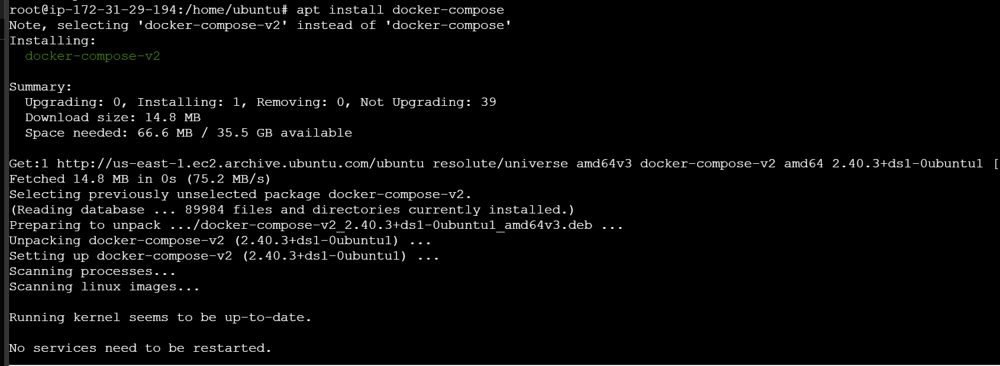 root@ip-172-31-29-194:/home/ubuntu# apt install docker-compose
Note, selecting 'docker-compose-v2' instead of 'docker-compose'
Installing:
  docker-compose-v2

Summary:
  Upgrading: 0, Installing: 1, Removing: 0, Not Upgrading: 39
  Download size: 14.8 MB
  Space needed: 66.6 MB / 35.5 GB available

Get:1 http://us-east-1.ec2.archive.ubuntu.com/ubuntu resolute/universe amd64v3 docker-compose-v2 amd64 2.40.3+ds1-0ubuntu1 [
Fetched 14.8 MB in 0s (75.2 MB/s)
Selecting previously unselected package docker-compose-v2.
(Reading database ... 89984 files and directories currently installed.)
Preparing to unpack .../docker-compose-v2_2.40.3+ds1-0ubuntu1_amd64v3.deb ...
Unpacking docker-compose-v2 (2.40.3+ds1-0ubuntu1) ...
Setting up docker-compose-v2 (2.40.3+ds1-0ubuntu1) ...
Scanning processes...
Scanning linux images...

Running kernel seems to be up-to-date.

No services need to be restarted.